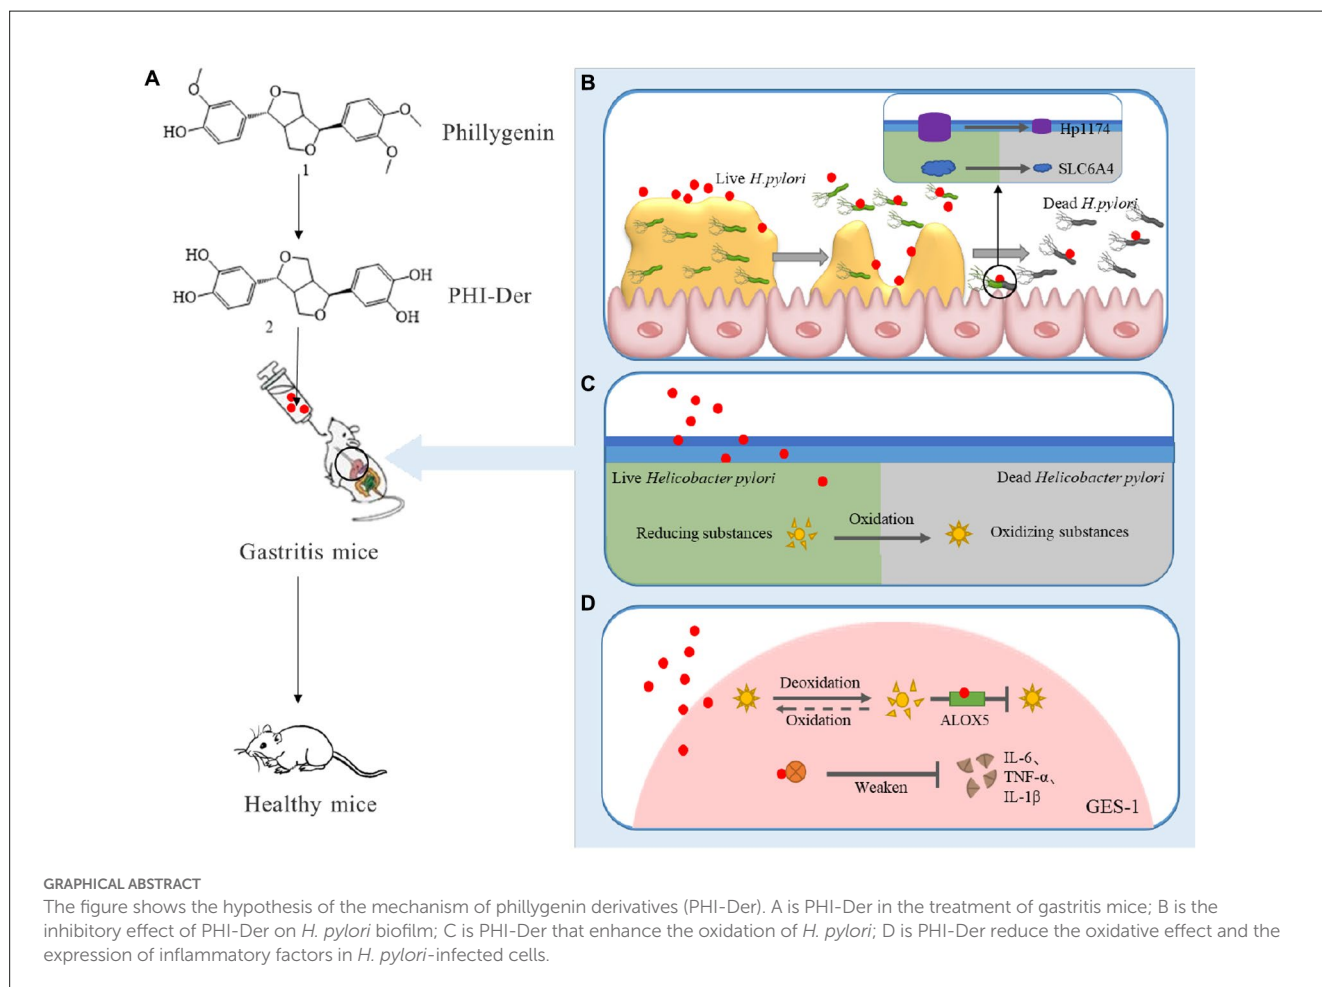 A
O
O
HO
O
O
O
1
Phillygenin
HO
HO
O
O
OH
OH
2
PHI-Der
Gastritis mice
Healthy mice
B
Live H.pylori
Hp1174
SLC6A4
Dead H.pylori
C
Live Helicobacter pylori
Dead Helicobacter pylori
Reducing substances
Oxidation
Oxidizing substances
D
Deoxidation
Oxidation
ALOX5
Weaken
IL-6、
TNF-α、
IL-1β
GES-1
GRAPHICAL ABSTRACT
The figure shows the hypothesis of the mechanism of phillygenin derivatives (PHI-Der). A is PHI-Der in the treatment of gastritis mice; B is the
inhibitory effect of PHI-Der on H. pylori biofilm; C is PHI-Der that enhance the oxidation of H. pylori; D is PHI-Der reduce the oxidative effect and the
expression of inflammatory factors in H. pylori-infected cells.